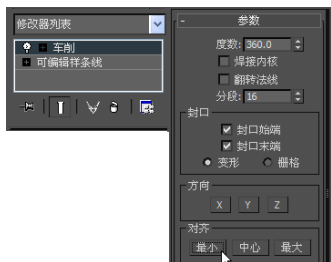 修改器列表
车削
可编辑样条线
- 参数
度数: 360.0
焊接内核
翻转法线
分段: 16
封口
封口始端
封口末端
变形 栅格
方向
X Y Z
对齐
最小 中心 最大